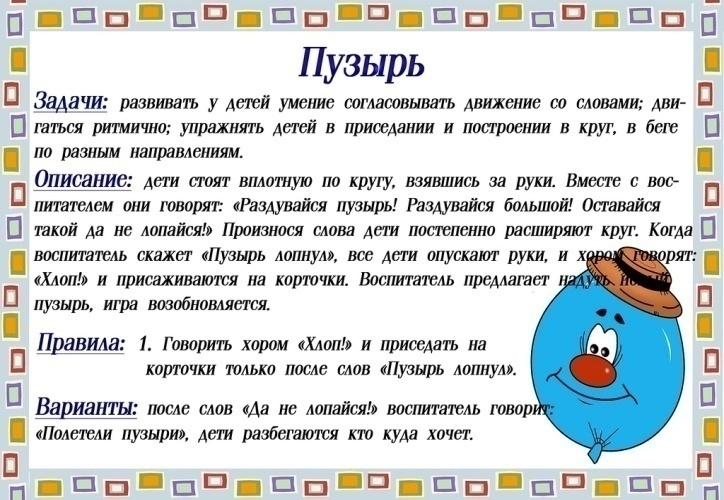 Пузырь
Задачи: развивать у детей умение согласовывать движение со словами; дви-
гаться ритмично; упражнять детей в приседании и построении в круг, в беге
по разным направлениям.
Описание: дети стоят вплотную по кругу, взявшись за руки. Вместе с вос-
питателем они говорят: «Раздувайся пузырь! Раздувайся большой! Оставайся
такой да не лопайся!» Произнося слова дети постепенно расширяют круг. Когда
воспитатель скажет «Пузырь лопнул», все дети опускают руки, и хором говорят:
«Хлоп!» и присаживаются на корточки. Воспитатель предлагает надуть новый
пузырь, игра возобновляется.
Правила: 1. Говорить хором «Хлоп!» и приседать на
корточки только после слов «Пузырь лопнул».
Варианты: после слов «Да не лопайся!» воспитатель говорит:
«Полетели пузыри», дети разбегаются кто куда хочет.